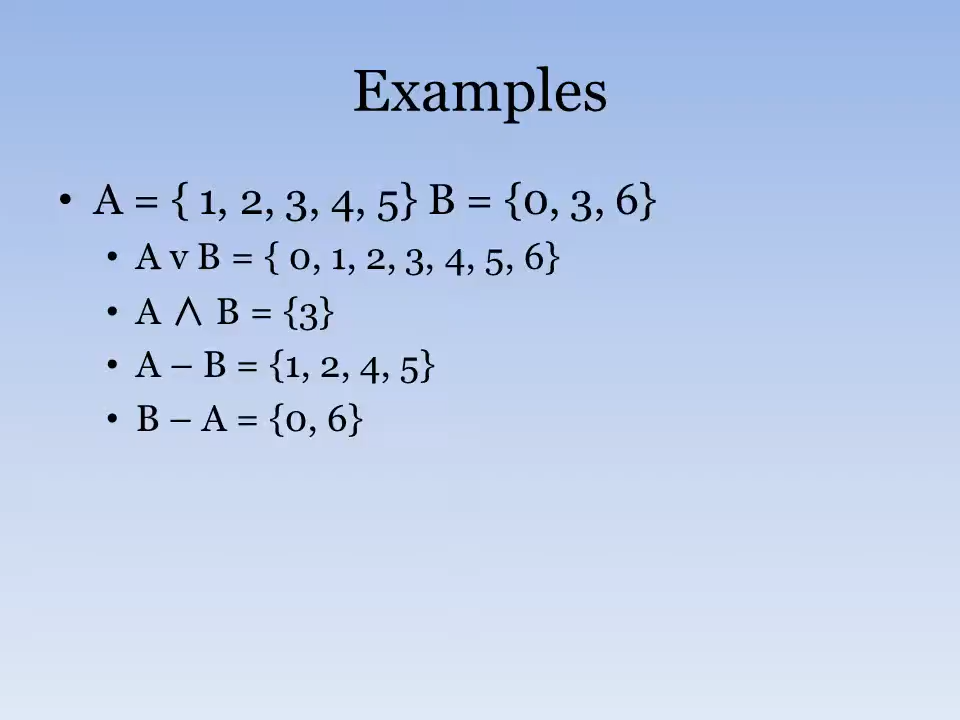 Examples
• A = { 1, 2, 3, 4, 5} B = {0, 3, 6}
• A v B = { 0, 1, 2, 3, 4, 5, 6}
• A ⋀ B = {3}
• A – B = {1, 2, 4, 5}
• B – A = {0, 6}